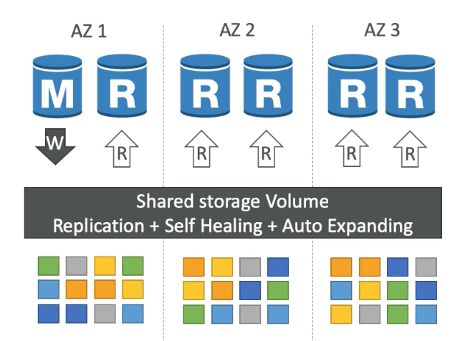 AZ 1 AZ 2 AZ 3
M R R R R R
W R R R R R
Shared storage Volume
Replication + Self Healing + Auto Expanding